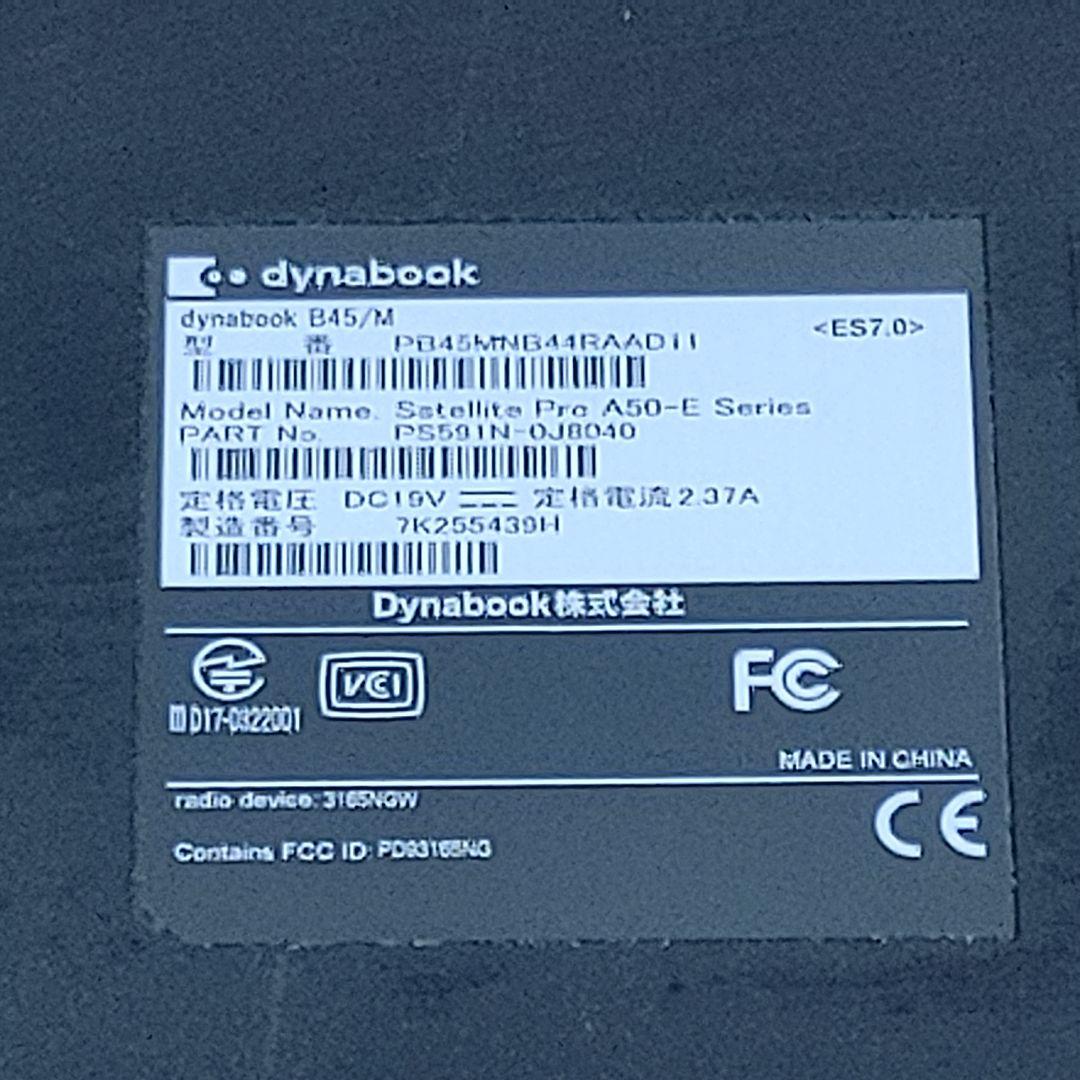 dynabook
dynabook B45/M
<ES7.0>
型 番 PB45MNB44RAAD11
Model Name. Satellite Pro A50-E Series
PART No. PS591N-0J8040
定格電圧 DC19V 定格電流 2.37A
製造番号 7K255439H
Dynabook株式会社
VCI
FC
D17-0322001
MADE IN CHINA
radio device: 3165NGW
CE
Contains FCC ID: PD93165NG